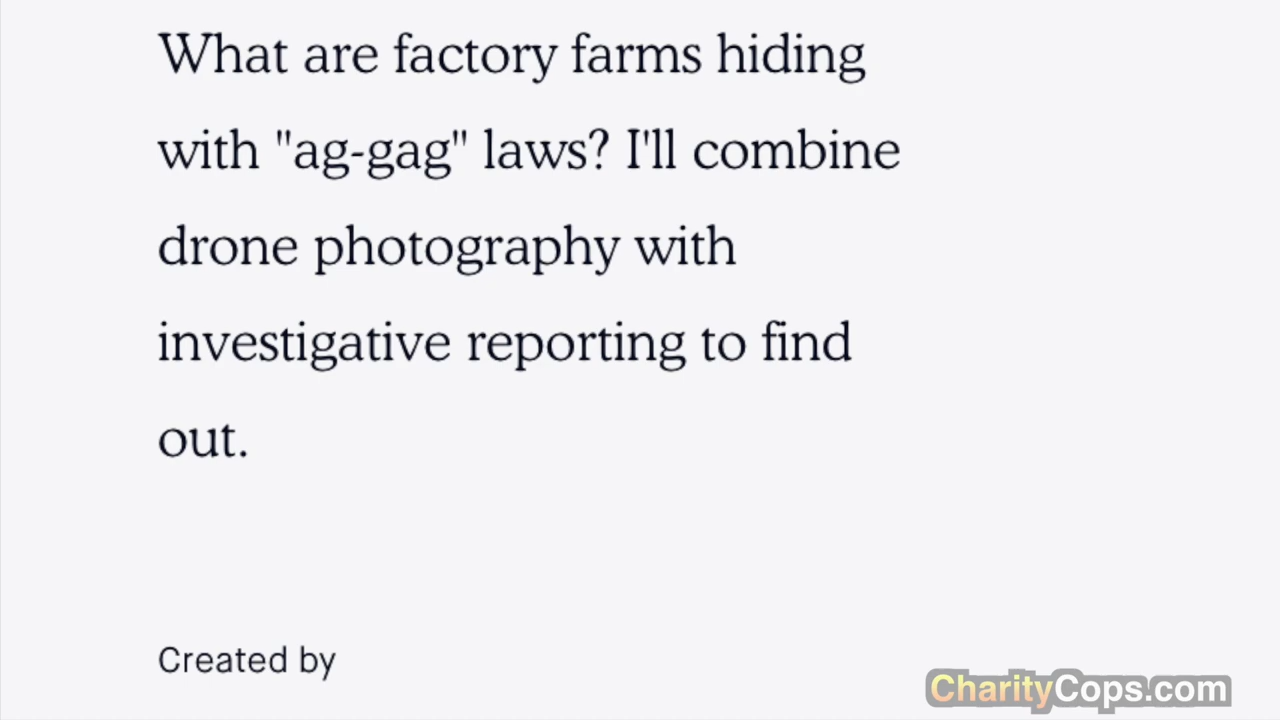 What are factory farms hiding
with "ag-gag" laws? I'll combine
drone photography with
investigative reporting to find
out.
Created by
CharityCops.com